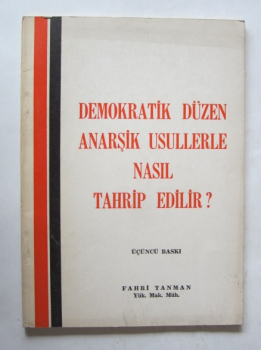 DEMOKRATİK DÜZEN
ANARŞİK USULLERLE
NASIL
TAHRİP EDİLİR?
ÜÇÜNCÜ BASKI
FAHRİ TANMAN
Yük. Mak. Müh.